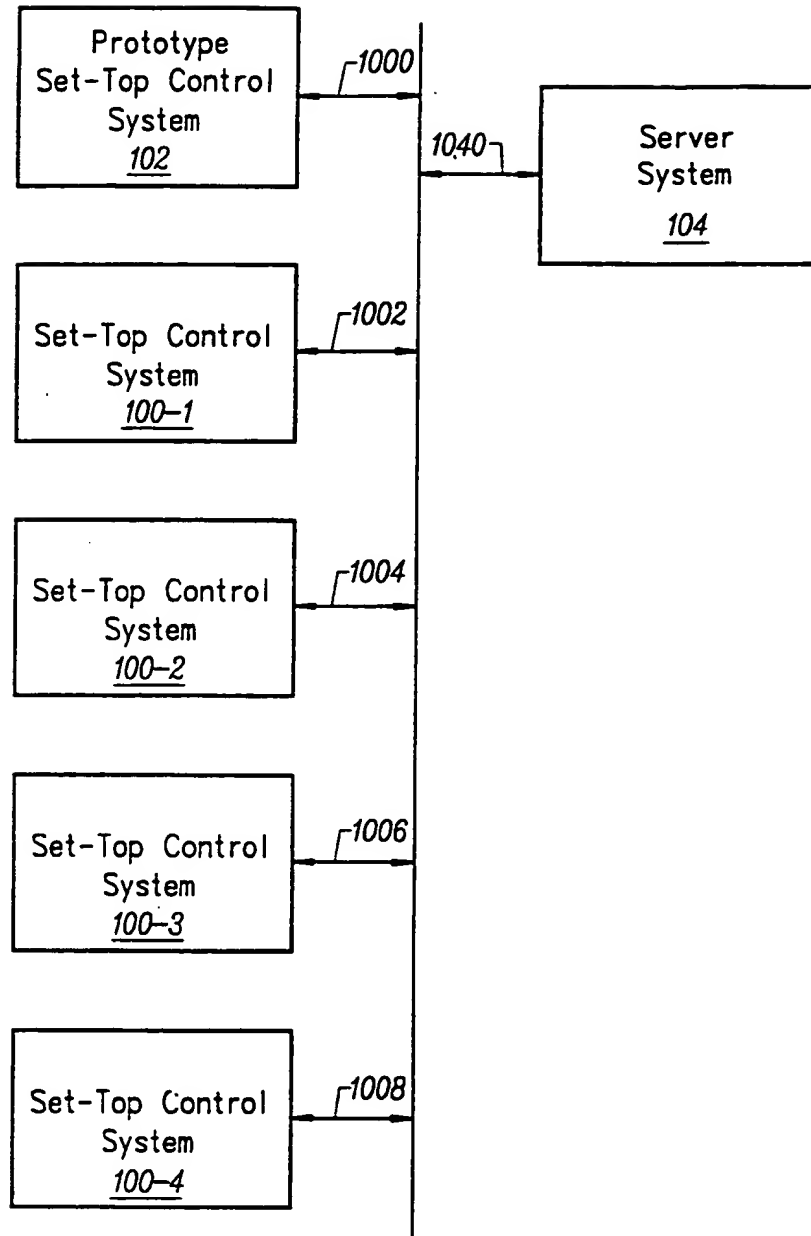 Prototype
Set-Top Control
System
102
1000
1040
Server
System
104
1002
Set-Top Control
System
100-1
1004
Set-Top Control
System
100-2
1006
Set-Top Control
System
100-3
1008
Set-Top Control
System
100-4